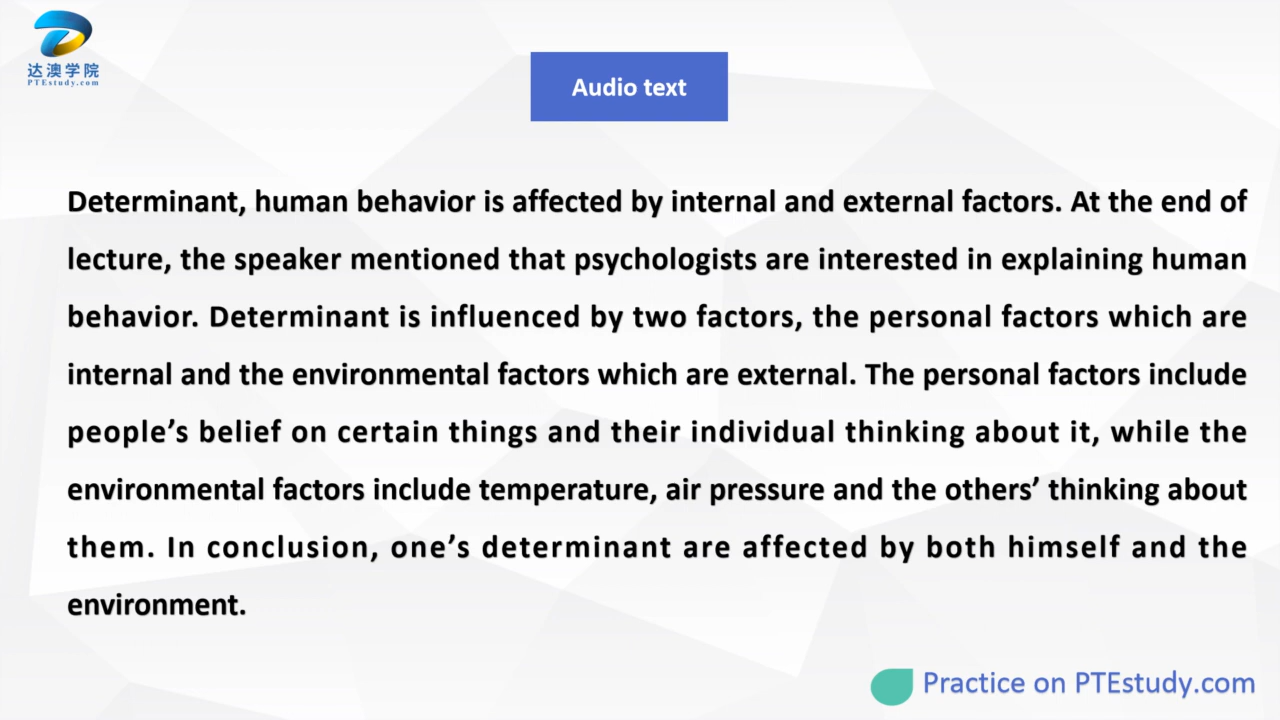 达澳学院
PTEstudy.com
Audio text
Determinant, human behavior is affected by internal and external factors. At the end of
lecture, the speaker mentioned that psychologists are interested in explaining human
behavior. Determinant is influenced by two factors, the personal factors which are
internal and the environmental factors which are external. The personal factors include
people’s belief on certain things and their individual thinking about it, while the
environmental factors include temperature, air pressure and the others’ thinking about
them. In conclusion, one’s determinant are affected by both himself and the
environment.
Practice on PTEstudy.com